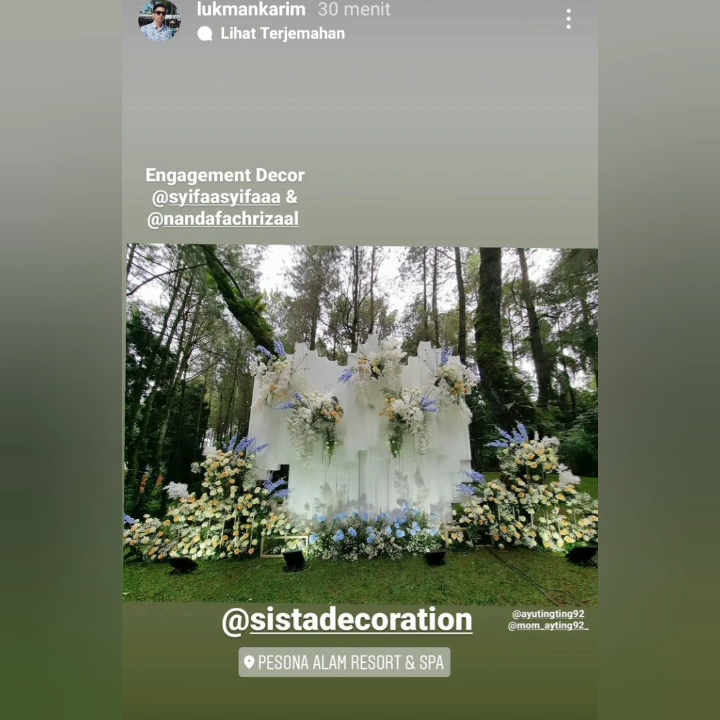 lukmankarim 30 menit
Lihat Terjemahan
Engagement Decor
@syifaasyifaaa &
@nandafachrizaal
@sistadecoration
@ayutingting92
@mom_ayting92_
PESONA ALAM RESORT & SPA